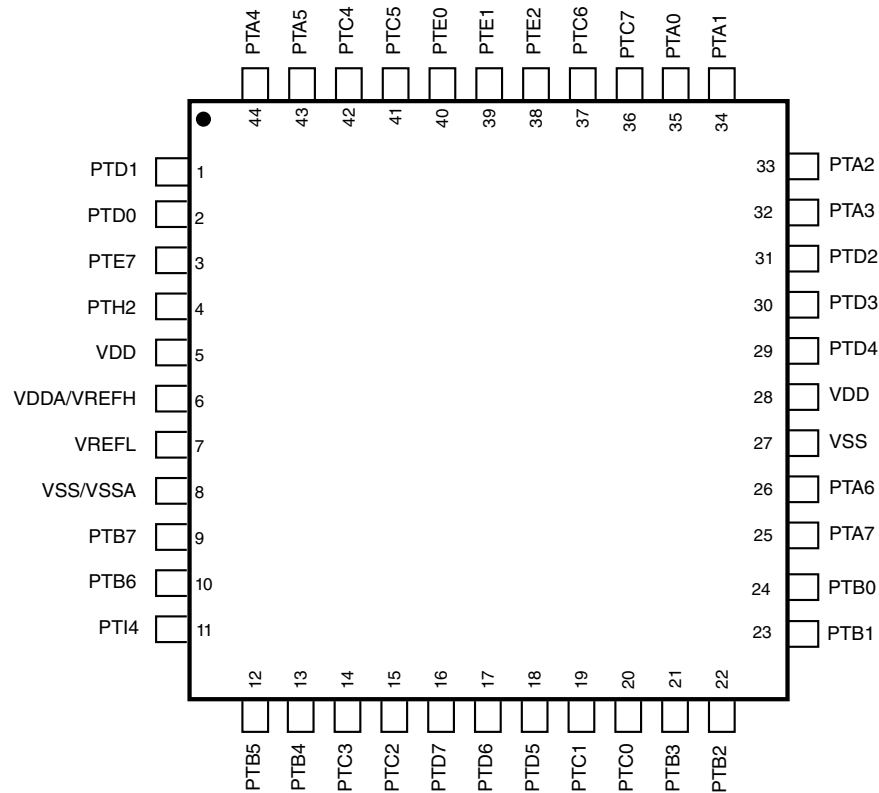 PTA4 PTA5 PTC4 PTC5 PTE0 PTE1 PTE2 PTC6 PTC7 PTA0 PTA1
44 43 42 41 40 39 38 37 36 35 34
PTD1 1 33 PTA2
PTD0 2 32 PTA3
PTE7 3 31 PTD2
PTH2 4 30 PTD3
VDD 5 29 PTD4
VDDA/VREFH 6 28 VDD
VREFL 7 27 VSS
VSS/VSSA 8 26 PTA6
PTB7 9 25 PTA7
PTB6 10 24 PTB0
PTI4 11 23 PTB1
12 13 14 15 16 17 18 19 20 21 22
PTB5 PTB4 PTC3 PTC2 PTD7 PTD6 PTD5 PTC1 PTC0 PTB3 PTB2